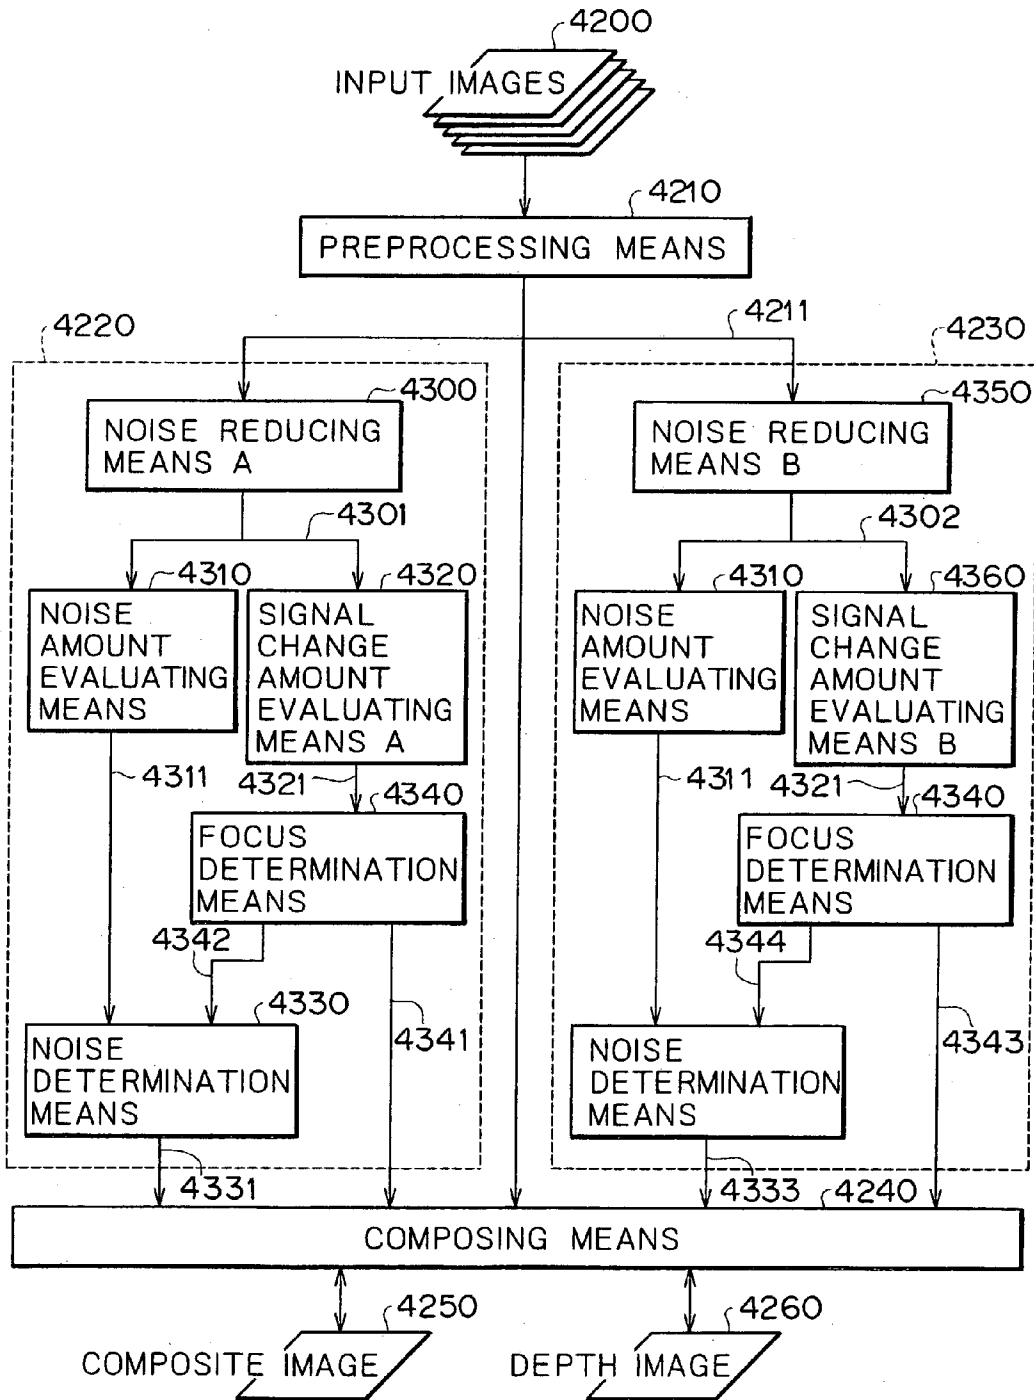 4200
INPUT IMAGES
4210
PREPROCESSING MEANS
4220
4211
4230
4300
NOISE REDUCING
MEANS A
4350
NOISE REDUCING
MEANS B
4301
4302
4310
NOISE
AMOUNT
EVALUATING
MEANS
4320
SIGNAL
CHANGE
AMOUNT
EVALUATING
MEANS A
4310
NOISE
AMOUNT
EVALUATING
MEANS
4360
SIGNAL
CHANGE
AMOUNT
EVALUATING
MEANS B
4311
4321
4340
FOCUS
DETERMINATION
MEANS
4311
4321
4340
FOCUS
DETERMINATION
MEANS
4342
4344
4330
NOISE
DETERMINATION
MEANS
4341
NOISE
DETERMINATION
MEANS
4343
4331
4333
4240
COMPOSING MEANS
4250
COMPOSITE IMAGE
4260
DEPTH IMAGE